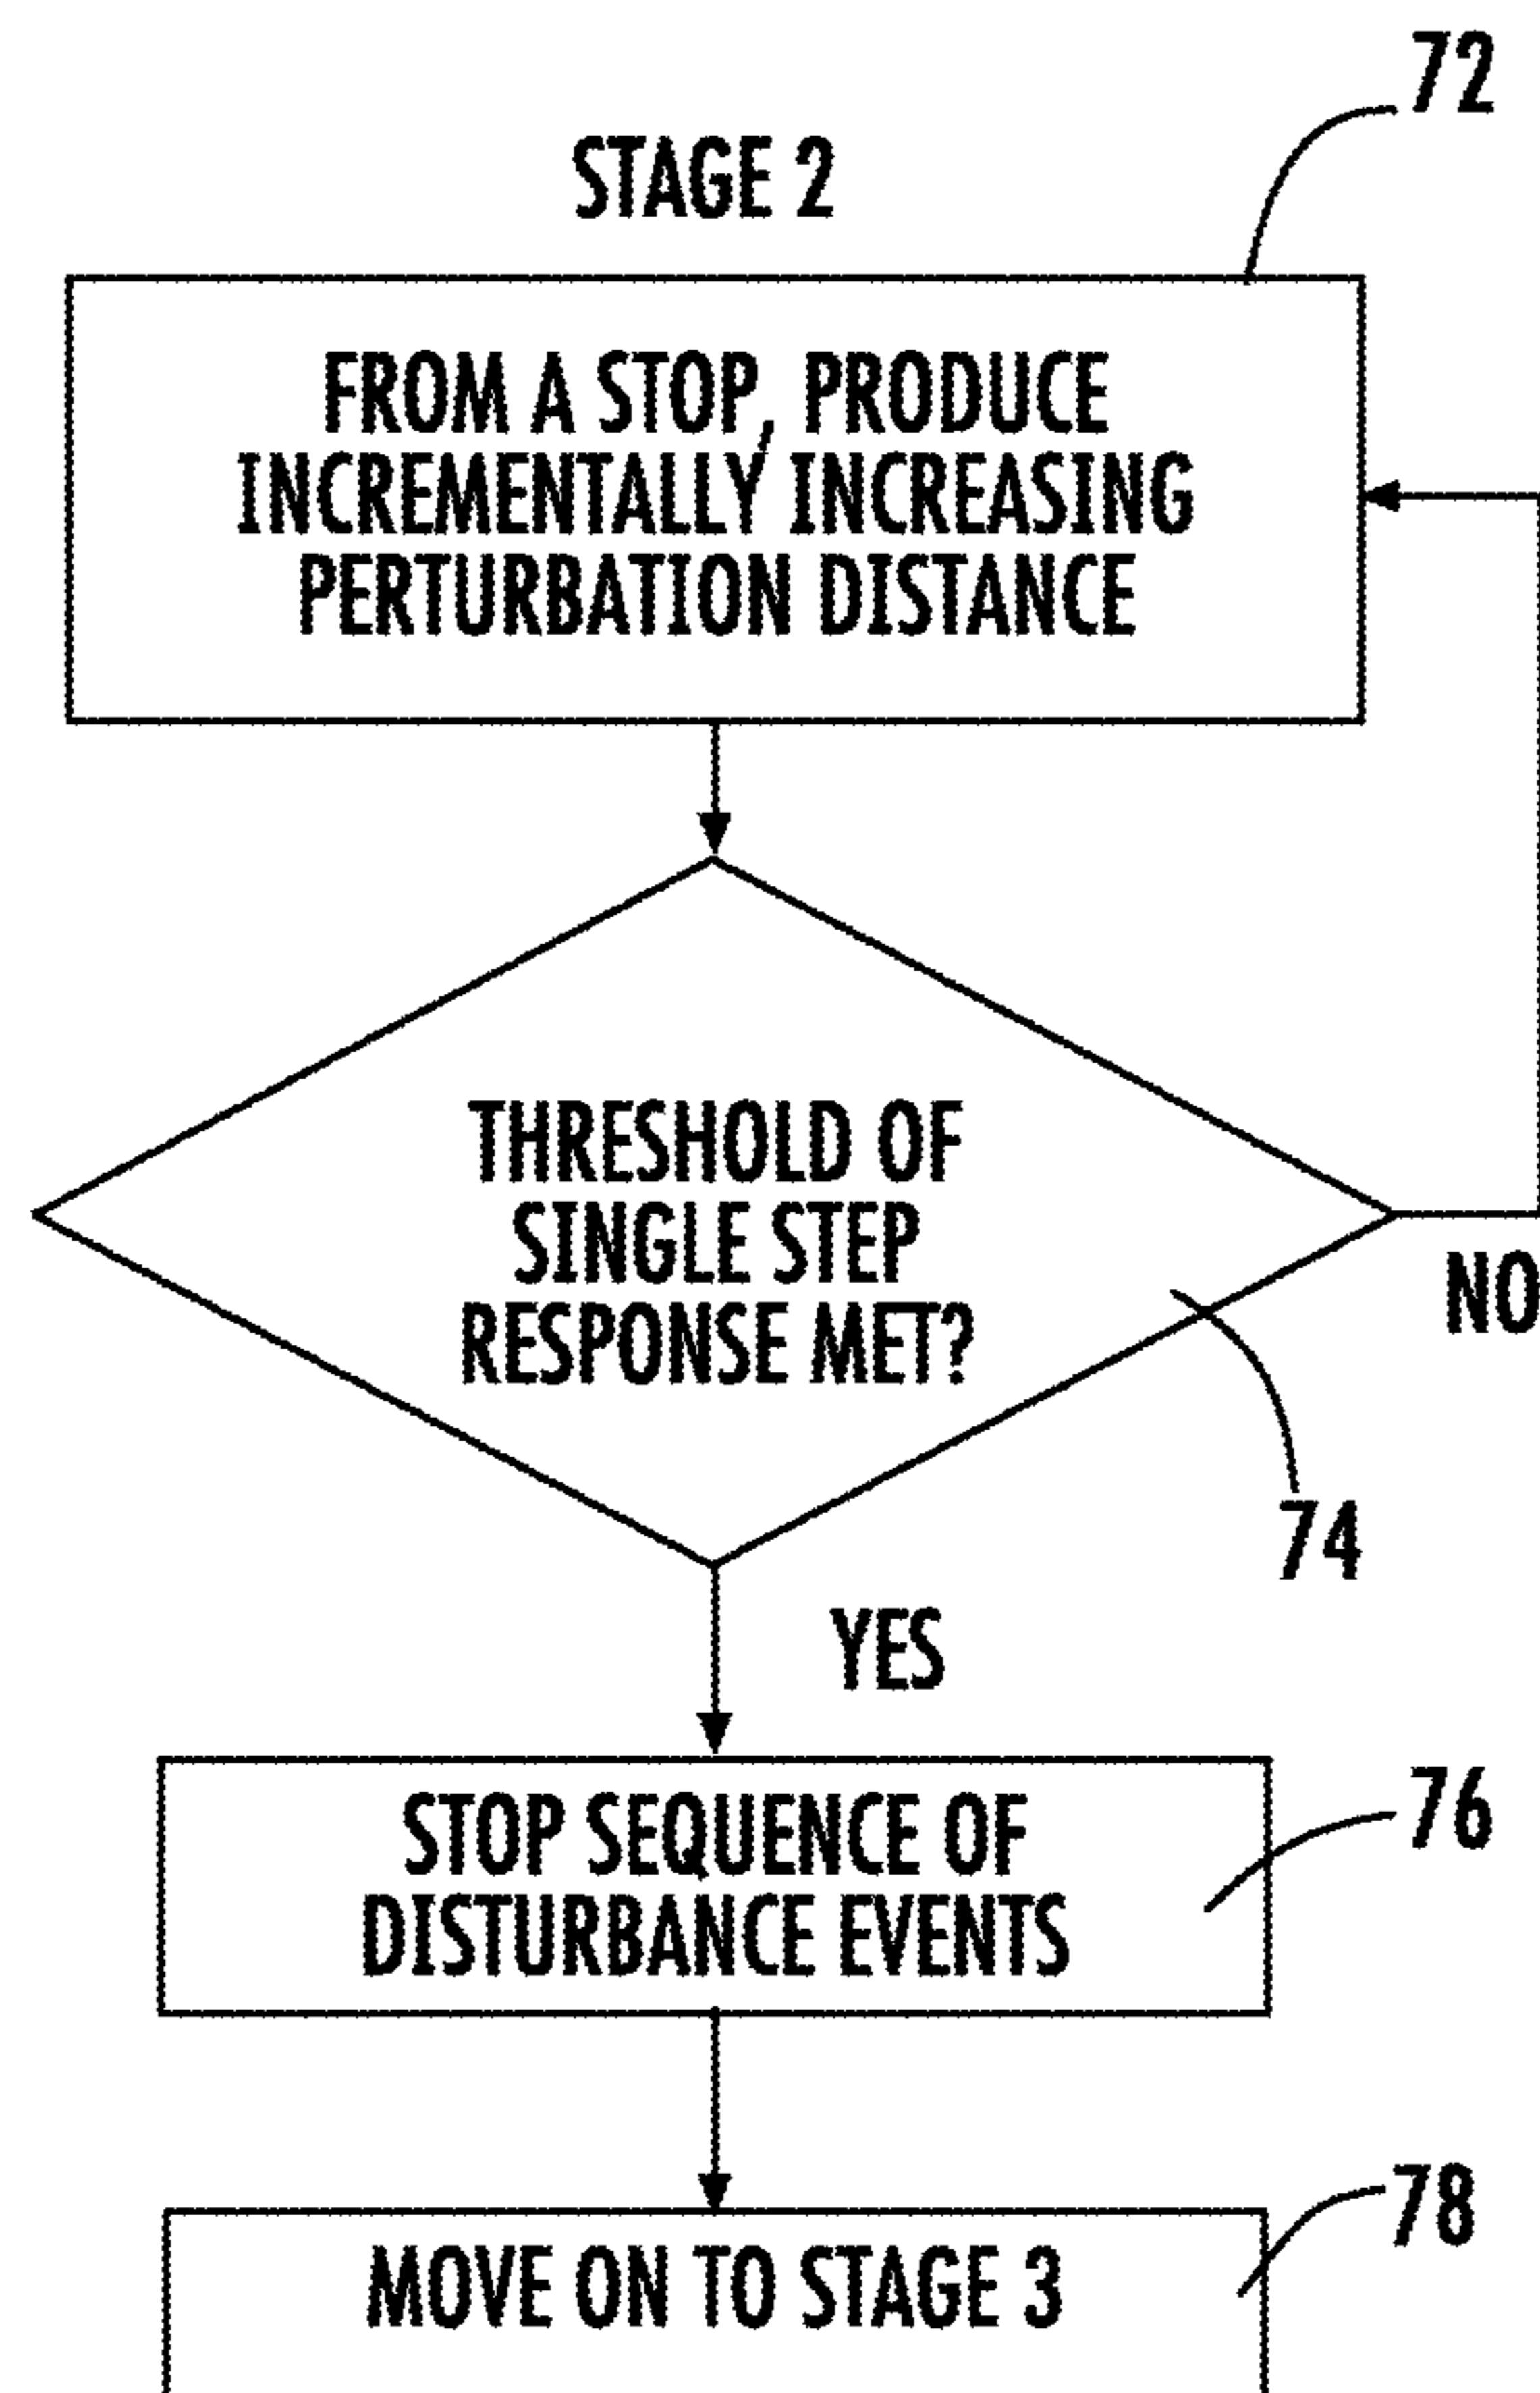 72
STAGE 2
FROM A STOP, PRODUCE
INCREMENTALLY INCREASING
PERTURBATION DISTANCE
THRESHOLD OF
SINGLE STEP
RESPONSE MET?
NO
74
YES
STOP SEQUENCE OF
DISTURBANCE EVENTS
76
78
MOVE ON TO STAGE 3